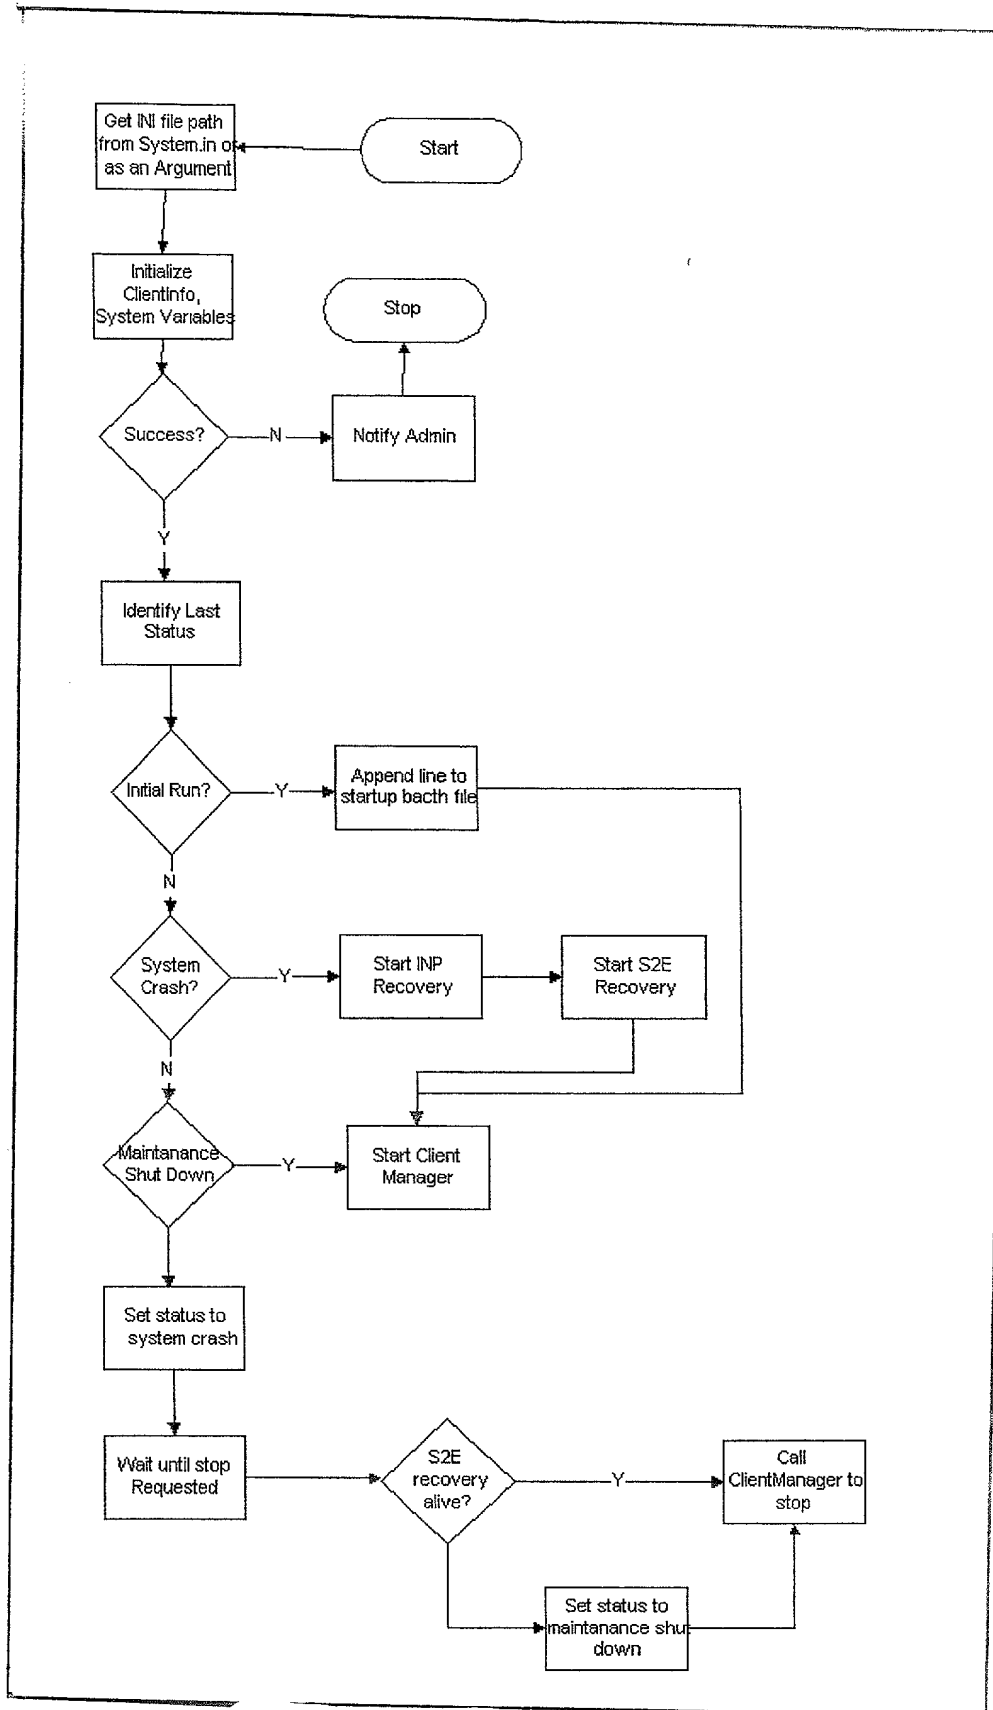 Get INI file path
from System.in or
as an Argument
Start
Initialize
ClientInfo,
System Variables
Stop
Success?
N
Notify Admin
Y
Identify Last
Status
Initial Run?
Y
Append line to
startup bacth file
N
System
Crash?
Y
Start INP
Recovery
Start S2E
Recovery
N
Maintanance
Shut Down
Y
Start Client
Manager
Set status to
system crash
Wait until stop
Requested
S2E
recovery
alive?
Y
Call
ClientManager to
stop
Set status to
maintanance shut
down